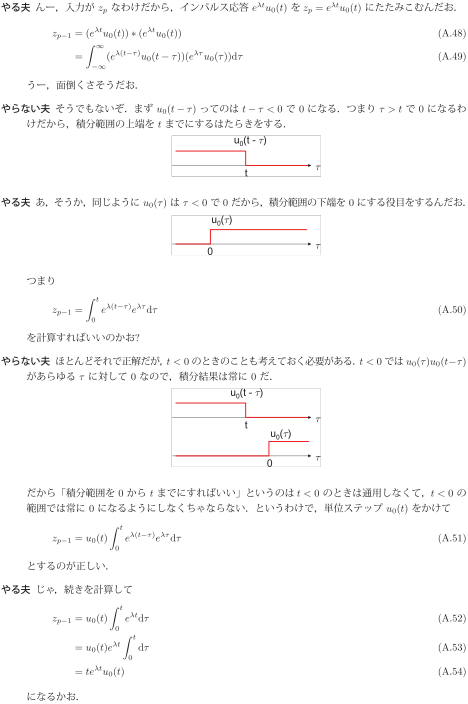 やる夫 んー，入力が z_p なわけだから，インパルス応答 e^{λt}u_0(t) を z_p = e^{λt}u_0(t) にたたみこむんだお．
z_{p−1} = (e^{λt}u_0(t)) ∗ (e^{λt}u_0(t)) (A.48)
= ∫_{−∞}^{∞} (e^{λ(t−τ)}u_0(t − τ))(e^{λτ}u_0(τ))dτ (A.49)
うー，面倒くさそうだお．
やらない夫 そうでもないぞ．まず u_0(t − τ) ってのは t − τ < 0 で 0 になる．つまり τ > t で 0 になるわ
けだから，積分範囲の上端を t までにするはたらきをする．
u_0(t - τ)
τ
t
やる夫 あ，そうか，同じように u_0(τ) は τ < 0 で 0 だから，積分範囲の下端を 0 にする役目をするんだお．
u_0(τ)
τ
0
つまり
z_{p−1} = ∫_0^t e^{λ(t−τ)}e^{λτ}dτ (A.50)
を計算すればいいのかお?
やらない夫 ほとんどそれで正解だが，t < 0 のときのことも考えておく必要がある．t < 0 では u_0(τ)u_0(t−τ)
があらゆる τ に対して 0 なので，積分結果は常に 0 だ．
u_0(t - τ)
τ
t
u_0(τ)
τ
0
だから「積分範囲を 0 から t までにすればいい」というのは t < 0 のときは通用しなくて，t < 0 の
範囲では常に 0 になるようにしなくちゃならない．というわけで，単位ステップ u_0(t) をかけて
z_{p−1} = u_0(t) ∫_0^t e^{λ(t−τ)}e^{λτ}dτ (A.51)
とするのが正しい．
やる夫 じゃ，続きを計算して
z_{p−1} = u_0(t) ∫_0^t e^{λt}dτ (A.52)
= u_0(t)e^{λt} ∫_0^t dτ (A.53)
= te^{λt}u_0(t) (A.54)
になるかお．